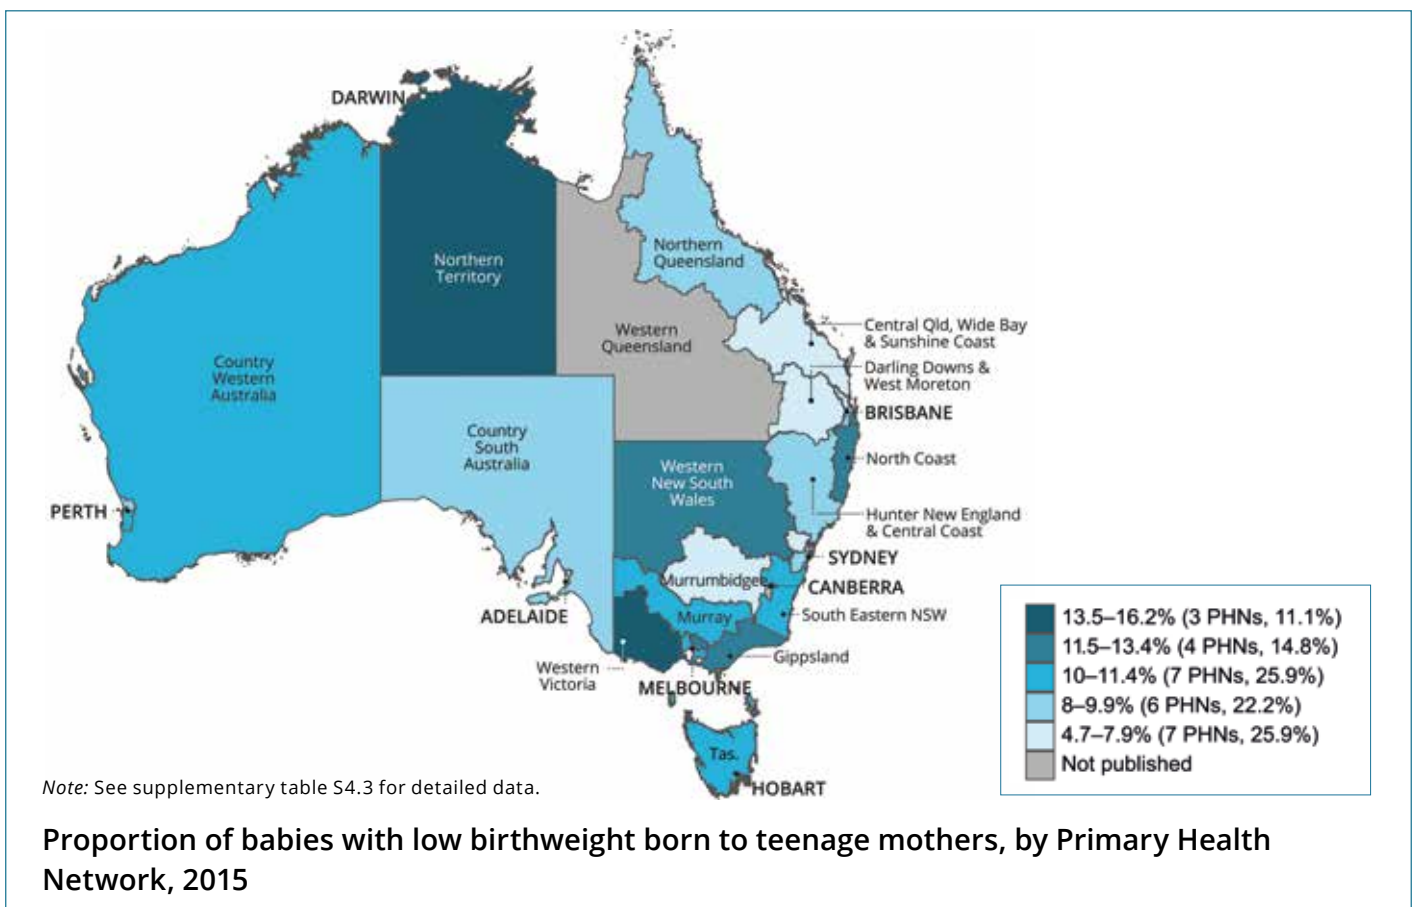 DARWIN
Northern
Territory
Northern
Queensland
Western
Queensland
Central Qld, Wide Bay
& Sunshine Coast
Country
Western
Australia
Darling Downs &
West Moreton
BRISBANE
Country
South
Australia
North Coast
Western
New South
Wales
PERTH
Hunter New England
& Central Coast
SYDNEY
Murrumbidgee
CANBERRA
ADELAIDE
Murray
South Eastern NSW
Gippsland
Western
Victoria
MELBOURNE
Tas.
HOBART
13.5–16.2% (3 PHNs, 11.1%)
11.5–13.4% (4 PHNs, 14.8%)
10–11.4% (7 PHNs, 25.9%)
8–9.9% (6 PHNs, 22.2%)
4.7–7.9% (7 PHNs, 25.9%)
Not published
Note: See supplementary table S4.3 for detailed data.
Proportion of babies with low birthweight born to teenage mothers, by Primary Health
Network, 2015